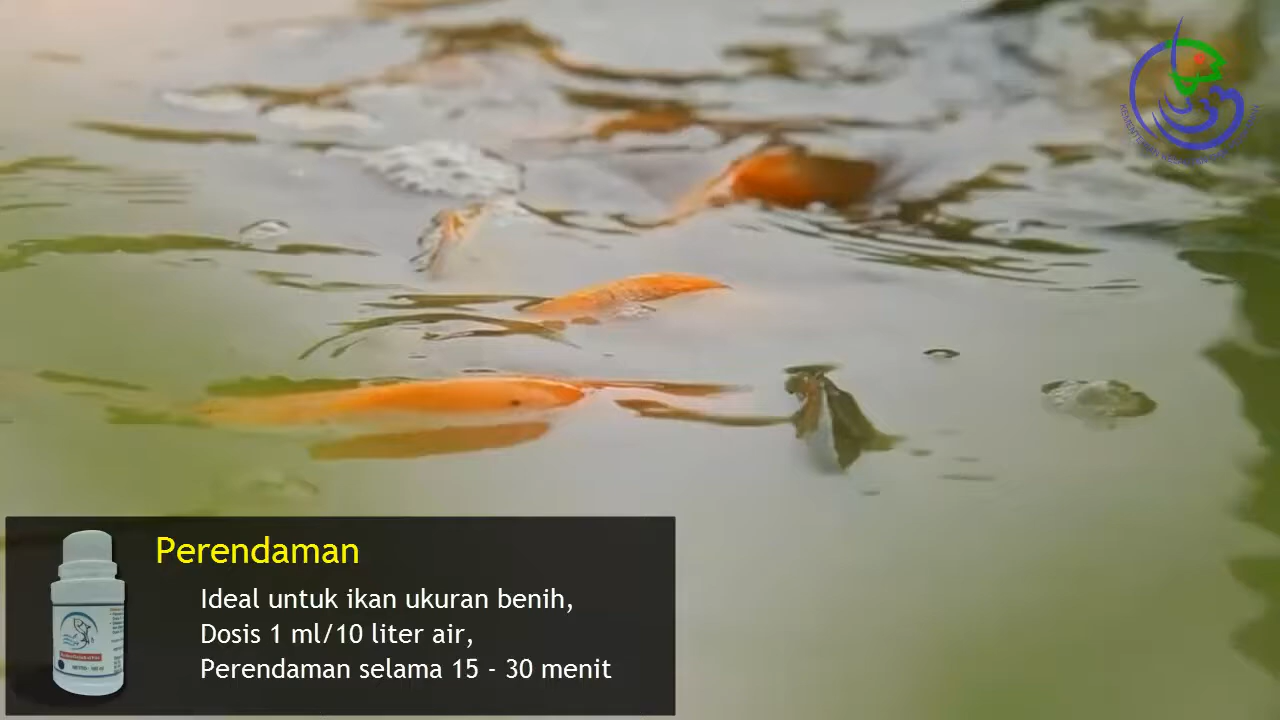 Perendaman
Ideal untuk ikan ukuran benih,
Dosis 1 ml/10 liter air,
Perendaman selama 15 - 30 menit